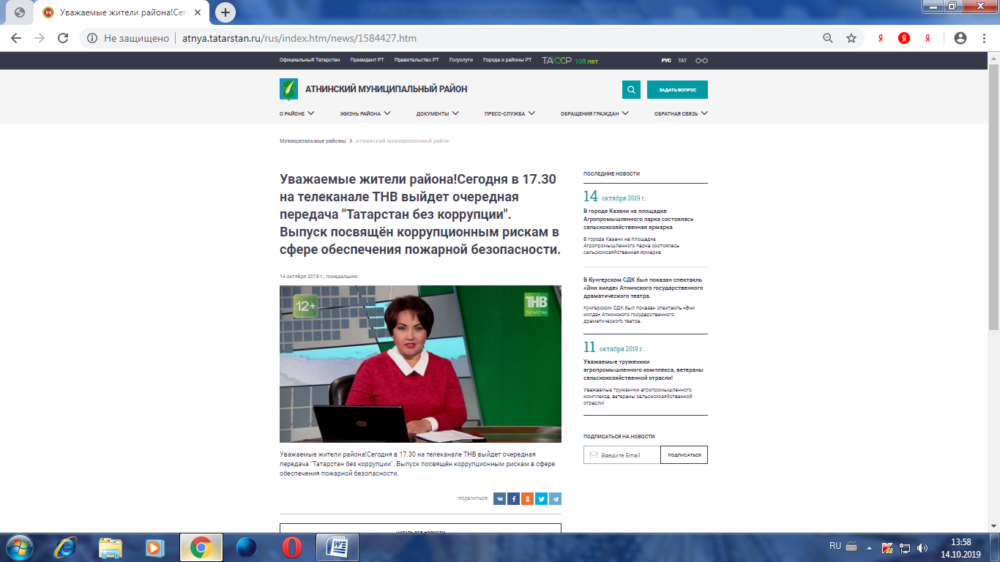 Уважаемые жители района!Сег
Не защищено
atnya.tatarstan.ru/rus/index.htm/news/1584427.htm
Официальный Татарстан Президент РТ Правительство РТ Госуслуги Города и районы РТ ТАССР 100 лет РУС ТАТ
АТНИНСКИЙ МУНИЦИПАЛЬНЫЙ РАЙОН
ЗАДАТЬ ВОПРОС
О РАЙОНЕ ЖИЗНЬ РАЙОНА ДОКУМЕНТЫ ПРЕСС-СЛУЖБА ОБРАЩЕНИЯ ГРАЖДАН ОБРАТНАЯ СВЯЗЬ
Муниципальные районы > Атнинский муниципальный район
Уважаемые жители района!Сегодня в 17.30
на телеканале ТНВ выйдет очередная
передача "Татарстан без коррупции".
Выпуск посвящён коррупционным рискам в
сфере обеспечения пожарной безопасности.
14 октября 2019 г., понедельник
12+
ТНВ
ТАТАРСТАН
Уважаемые жители района!Сегодня в 17.30 на телеканале ТНВ выйдет очередная
передача "Татарстан без коррупции". Выпуск посвящён коррупционным рискам в сфере
обеспечения пожарной безопасности.
ПОДЕЛИТЬСЯ:
ЧИТАТЬ ВСЕ НОВОСТИ
ПОСЛЕДНИЕ НОВОСТИ
14 октября 2019 г.
В городе Казани на площадке
Агропромышленного парка состоялась
сельскохозяйственная ярмарка
В городе Казани на площадке
Агропромышленного парка состоялась
сельскохозяйственная ярмарка
В Кунгерском СДК был показан спектакль
«Әни килде» Атнинского государственного
драматического театра.
Кунгерском СДК был показан спектакль «Әни
килде» Атнинского государственного
драматического театра.
11 октября 2019 г.
Уважаемые труженики
агропромышленного комплекса, ветераны
сельскохозяйственной отрасли!
Уважаемые труженики агропромышленного
комплекса, ветераны сельскохозяйственной
отрасли!
ПОДПИСАТЬСЯ НА НОВОСТИ
Введите Email ПОДПИСАТЬСЯ
RU
13:58
14.10.2019